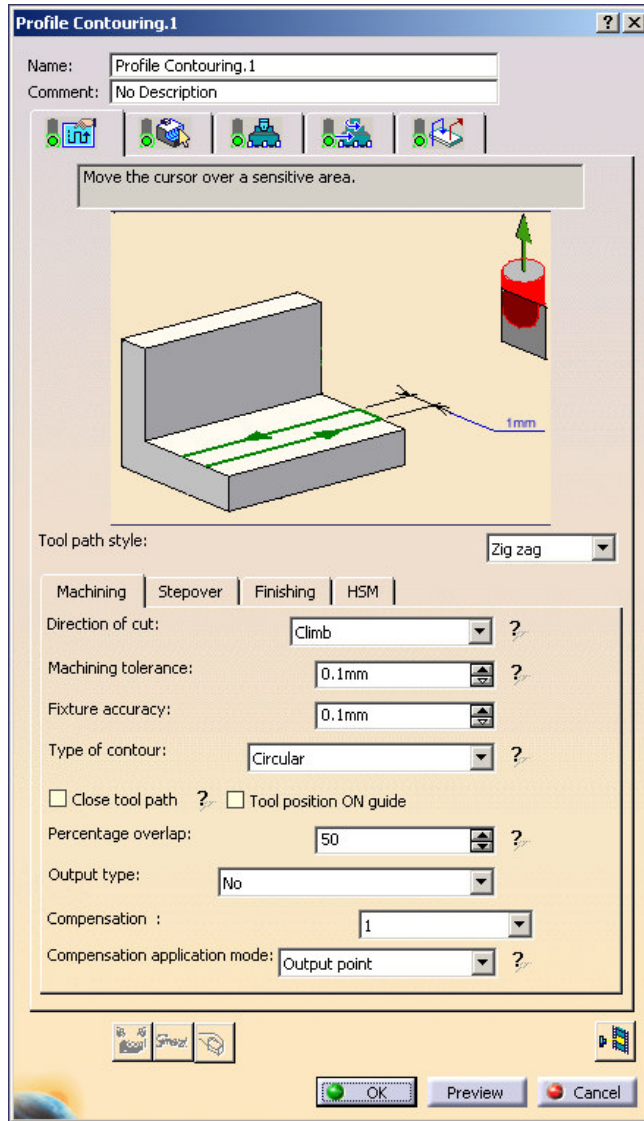 Profile Contouring.1
Name: Profile Contouring.1
Comment: No Description
Move the cursor over a sensitive area.
1mm
Tool path style: Zig zag
Machining Stepover Finishing HSM
Direction of cut: Climb ?
Machining tolerance: 0.1mm ?
Fixture accuracy: 0.1mm
Type of contour: Circular ?
Close tool path ? Tool position ON guide
Percentage overlap: 50 ?
Output type: No
Compensation : 1
Compensation application mode: Output point ?
OK Preview Cancel